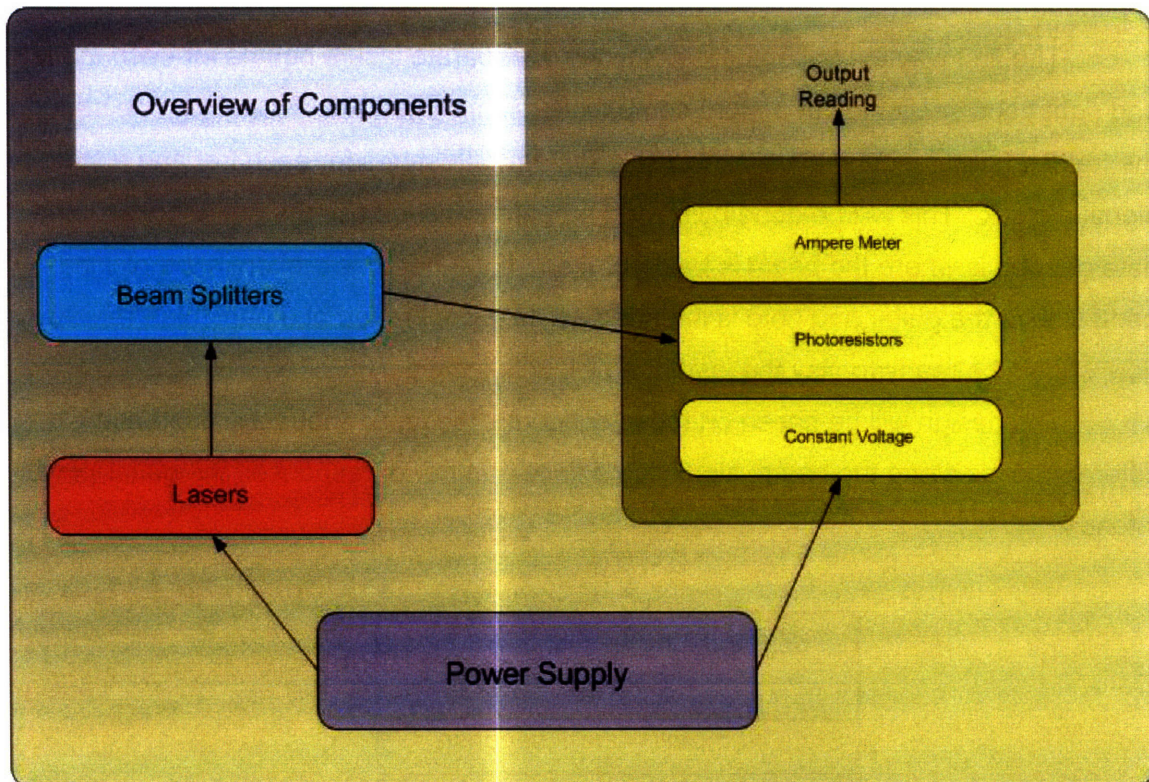 Overview of Components
Output
Reading
Ampere Meter
Beam Splitters
Photoresistors
Constant Voltage
Lasers
Power Supply